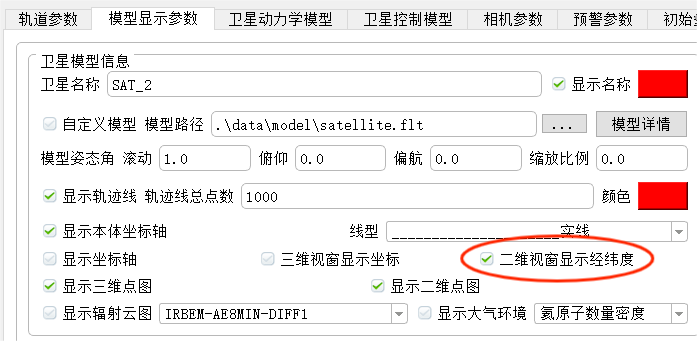 轨道参数 模型显示参数 卫星动力学模型 卫星控制模型 相机参数 预警参数 初始
卫星模型信息
卫星名称 SAT_2 显示名称
自定义模型 模型路径 .\data\model\satellite.flt ... 模型详情
模型姿态角 滚动 1.0 俯仰 0.0 偏航 0.0 缩放比例 0.0
显示轨迹线 轨迹线总点数 1000 颜色
显示本体坐标轴 线型 ______________________实线
显示坐标轴 三维视窗显示坐标 二维视窗显示经纬度
显示三维点图 显示二维点图
显示辐射云图 IRBEM-AE8MIN-DIFF1 显示大气环境 氦原子数量密度